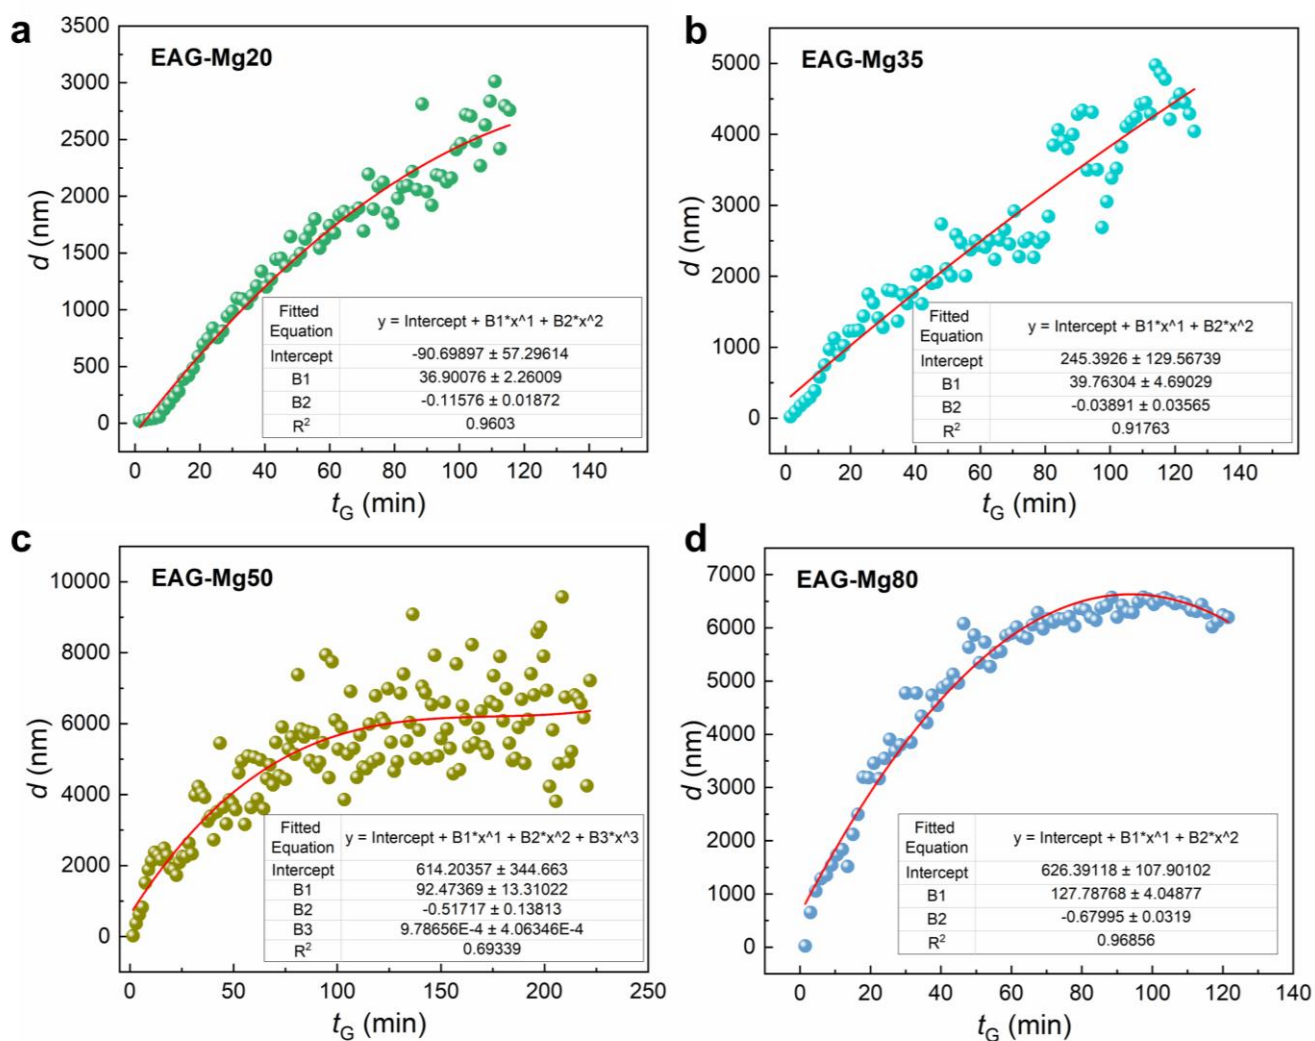 a
EAG-Mg20
3500
3000
2500
2000
1500
1000
500
0
d (nm)
0 20 40 60 80 100 120 140
t_G (min)
Fitted Equation y = Intercept + B1*x^1 + B2*x^2
Intercept -90.69897 ± 57.29614
B1 36.90076 ± 2.26009
B2 -0.11576 ± 0.01872
R² 0.9603
b
EAG-Mg35
5000
4000
3000
2000
1000
0
d (nm)
0 20 40 60 80 100 120 140
t_G (min)
Fitted Equation y = Intercept + B1*x^1 + B2*x^2
Intercept 245.3926 ± 129.56739
B1 39.76304 ± 4.69029
B2 -0.03891 ± 0.03565
R² 0.91763
c
EAG-Mg50
10000
8000
6000
4000
2000
0
d (nm)
0 50 100 150 200 250
t_G (min)
Fitted Equation y = Intercept + B1*x^1 + B2*x^2 + B3*x^3
Intercept 614.20357 ± 344.663
B1 92.47369 ± 13.31022
B2 -0.51717 ± 0.13813
B3 9.78656E-4 ± 4.06346E-4
R² 0.69339
d
EAG-Mg80
7000
6000
5000
4000
3000
2000
1000
0
d (nm)
0 20 40 60 80 100 120 140
t_G (min)
Fitted Equation y = Intercept + B1*x^1 + B2*x^2
Intercept 626.39118 ± 107.90102
B1 127.78768 ± 4.04877
B2 -0.67995 ± 0.0319
R² 0.96856